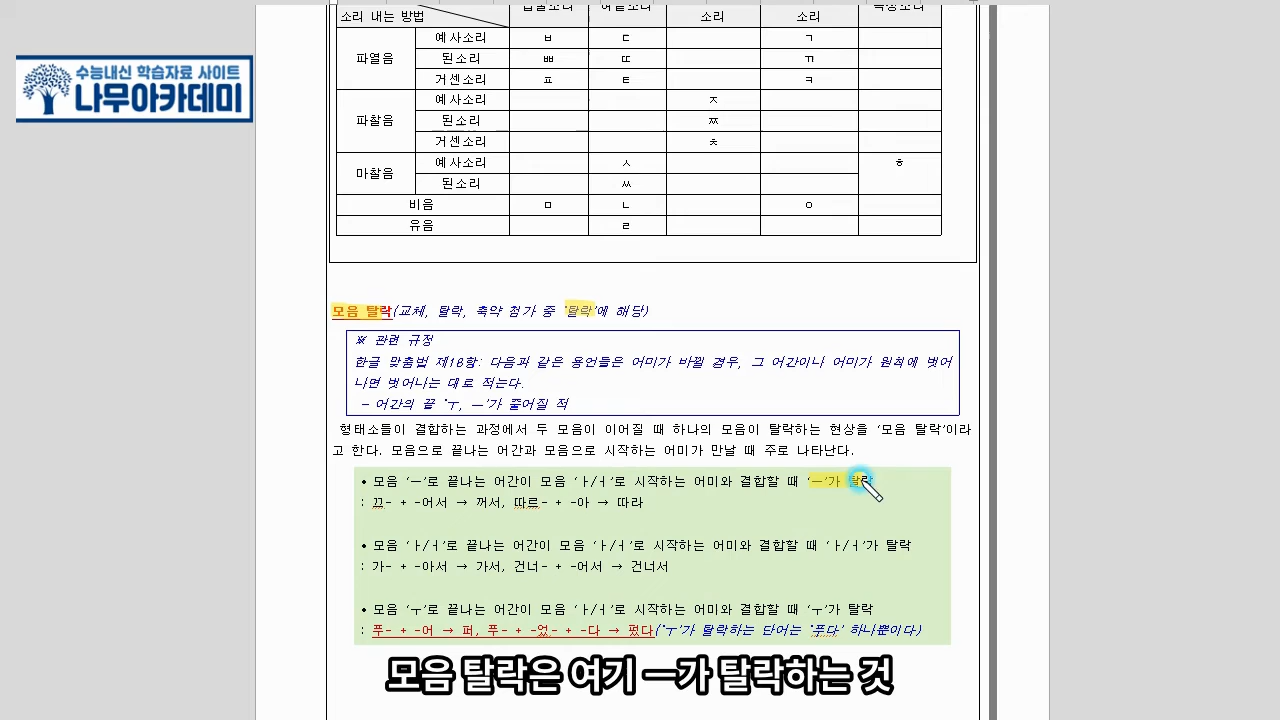 입술소리 허끝소리 목청소리
소리 내는 방법 소리 소리
수능내신 학습자료 사이트
나무아카데미
파열음 예사소리 ㅂ ㄷ ㄱ
된소리 ㅃ ㄸ ㄲ
거센소리 ㅍ ㅌ ㅋ
파찰음 예사소리 ㅈ
된소리 ㅉ
거센소리 ㅊ
마찰음 예사소리 ㅅ ㅎ
된소리 ㅆ
비음 ㅁ ㄴ ㅇ
유음 ㄹ
모음 탈락(교체, 탈락, 축약 첨가 중 '탈락'에 해당)
※ 관련 규정
한글 맞춤법 제18항: 다음과 같은 용언들은 어미가 바뀔 경우, 그 어간이나 어미가 원칙에 벗어
나면 벗어나는 대로 적는다.
- 어간의 끝 'ㅜ, ㅡ'가 줄어질 적
형태소들이 결합하는 과정에서 두 모음이 이어질 때 하나의 모음이 탈락하는 현상을 '모음 탈락'이라
고 한다. 모음으로 끝나는 어간과 모음으로 시작하는 어미가 만날 때 주로 나타난다.
• 모음 'ㅡ'로 끝나는 어간이 모음 'ㅏ/ㅓ'로 시작하는 어미와 결합할 때 'ㅡ'가 탈락
: 끄- + -어서 → 꺼서, 따르- + -아 → 따라
• 모음 'ㅏ/ㅓ'로 끝나는 어간이 모음 'ㅏ/ㅓ'로 시작하는 어미와 결합할 때 'ㅏ/ㅓ'가 탈락
: 가- + -아서 → 가서, 건너- + -어서 → 건너서
• 모음 'ㅜ'로 끝나는 어간이 모음 'ㅏ/ㅓ'로 시작하는 어미와 결합할 때 'ㅜ'가 탈락
: 푸- + -어 → 퍼, 푸- + -었- + -다 → 펐다('ㅜ'가 탈락하는 단어는 '푸다' 하나뿐이다)
모음 탈락은 여기 ㅡ가 탈락하는 것